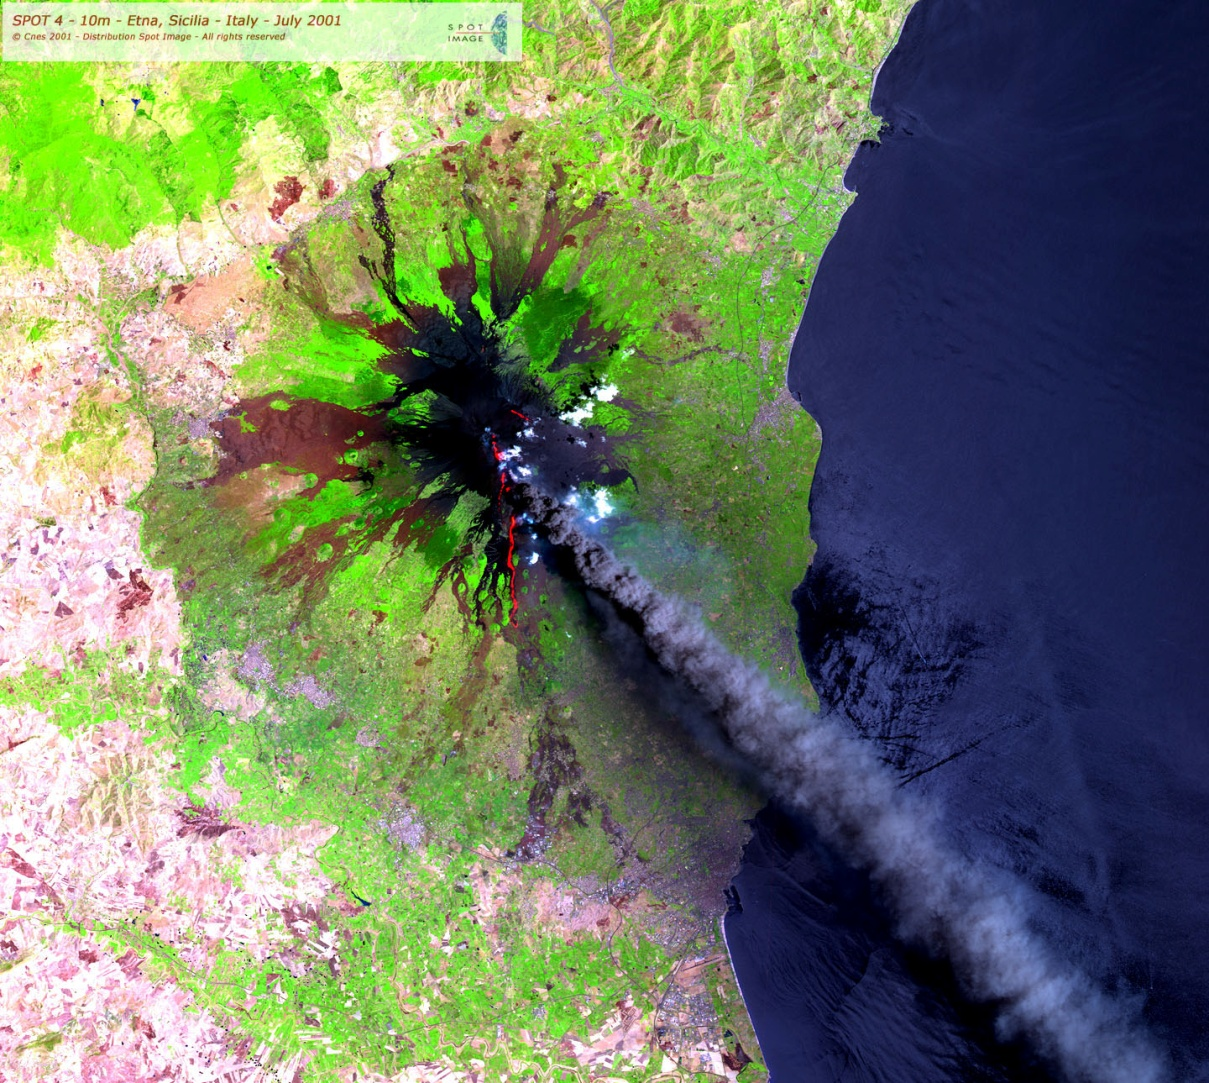 SPOT 4 - 10m - Etna, Sicilia - Italy - July 2001
© Cnes 2001 - Distribution Spot Image - All rights reserved
SPOT
IMAGE